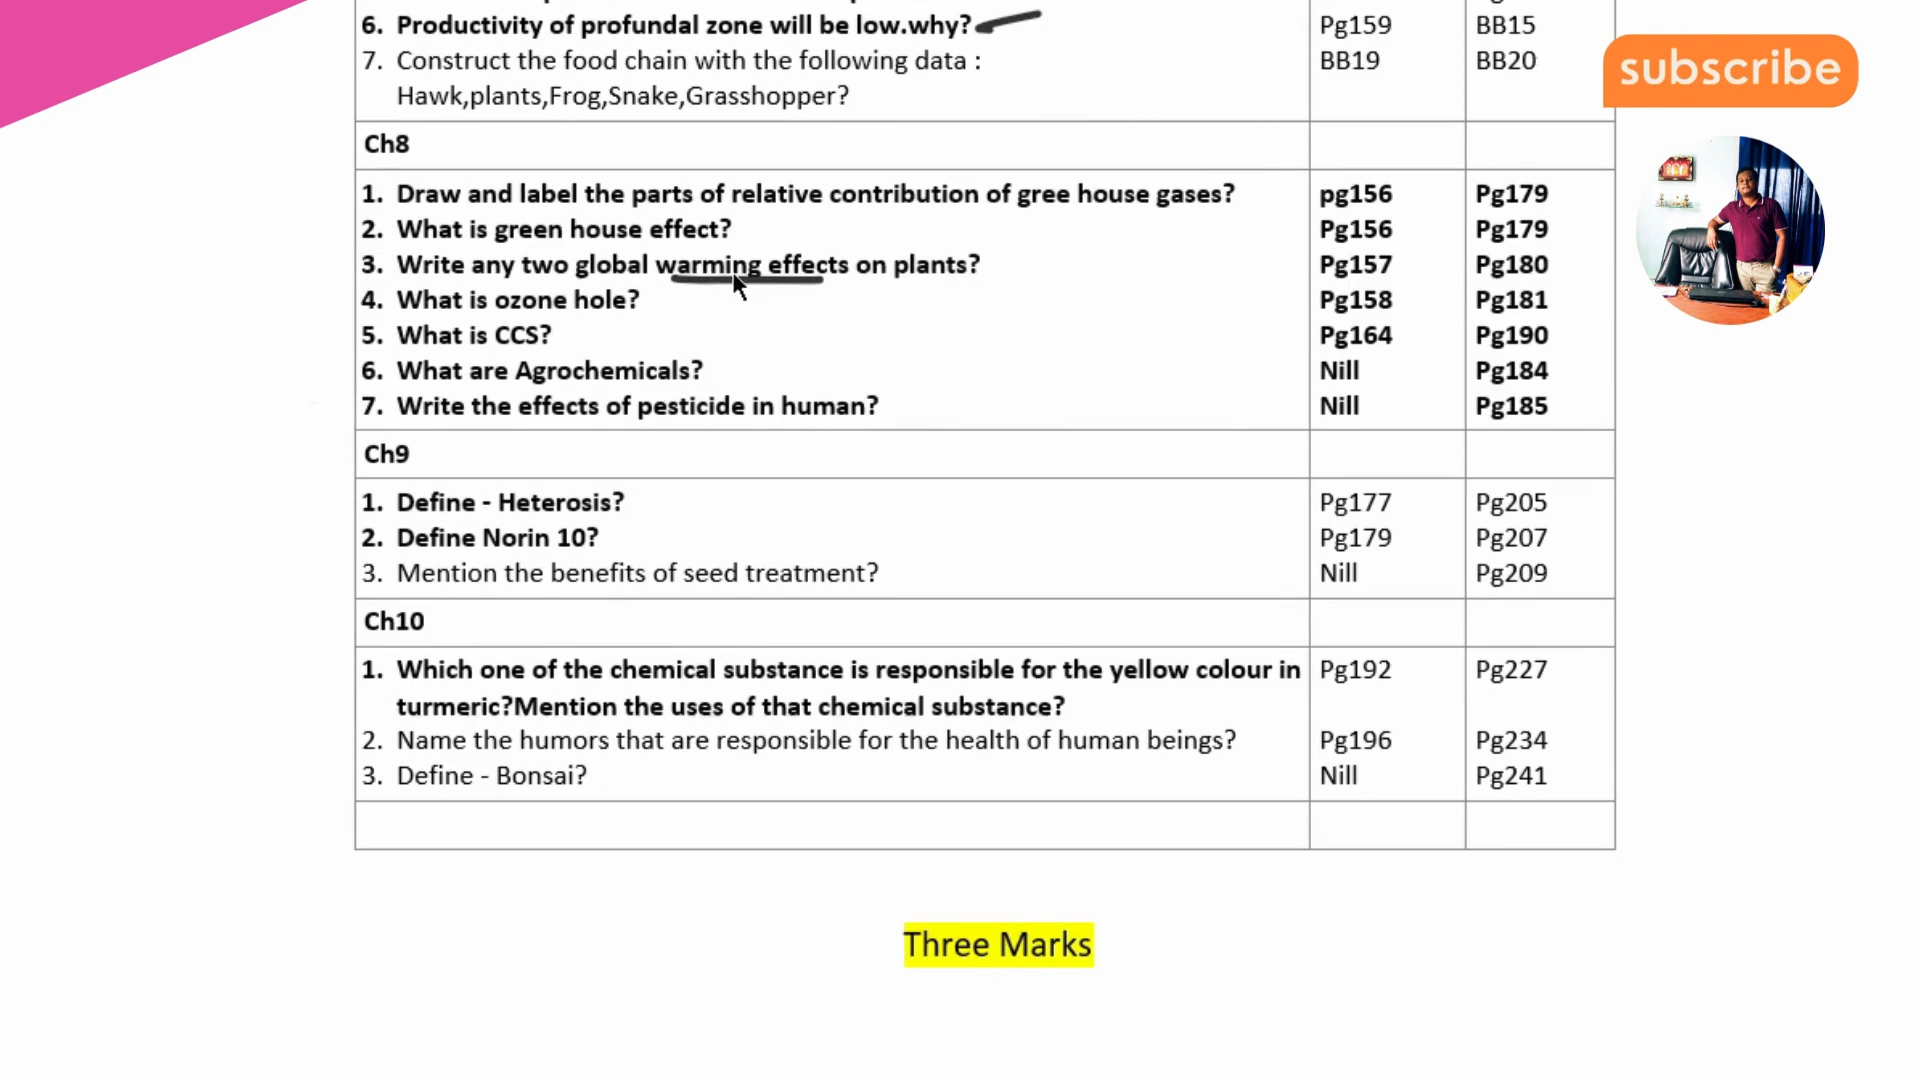 6. Productivity of profundal zone will be low.why? Pg159 BB15
7. Construct the food chain with the following data : BB19 BB20
Hawk,plants,Frog,Snake,Grasshopper?
subscribe
Ch8
1. Draw and label the parts of relative contribution of gree house gases? pg156 Pg179
2. What is green house effect? Pg156 Pg179
3. Write any two global warming effects on plants? Pg157 Pg180
4. What is ozone hole? Pg158 Pg181
5. What is CCS? Pg164 Pg190
6. What are Agrochemicals? Nill Pg184
7. Write the effects of pesticide in human? Nill Pg185
Ch9
1. Define - Heterosis? Pg177 Pg205
2. Define Norin 10? Pg179 Pg207
3. Mention the benefits of seed treatment? Nill Pg209
Ch10
1. Which one of the chemical substance is responsible for the yellow colour in Pg192 Pg227
turmeric?Mention the uses of that chemical substance?
2. Name the humors that are responsible for the health of human beings? Pg196 Pg234
3. Define - Bonsai? Nill Pg241
Three Marks